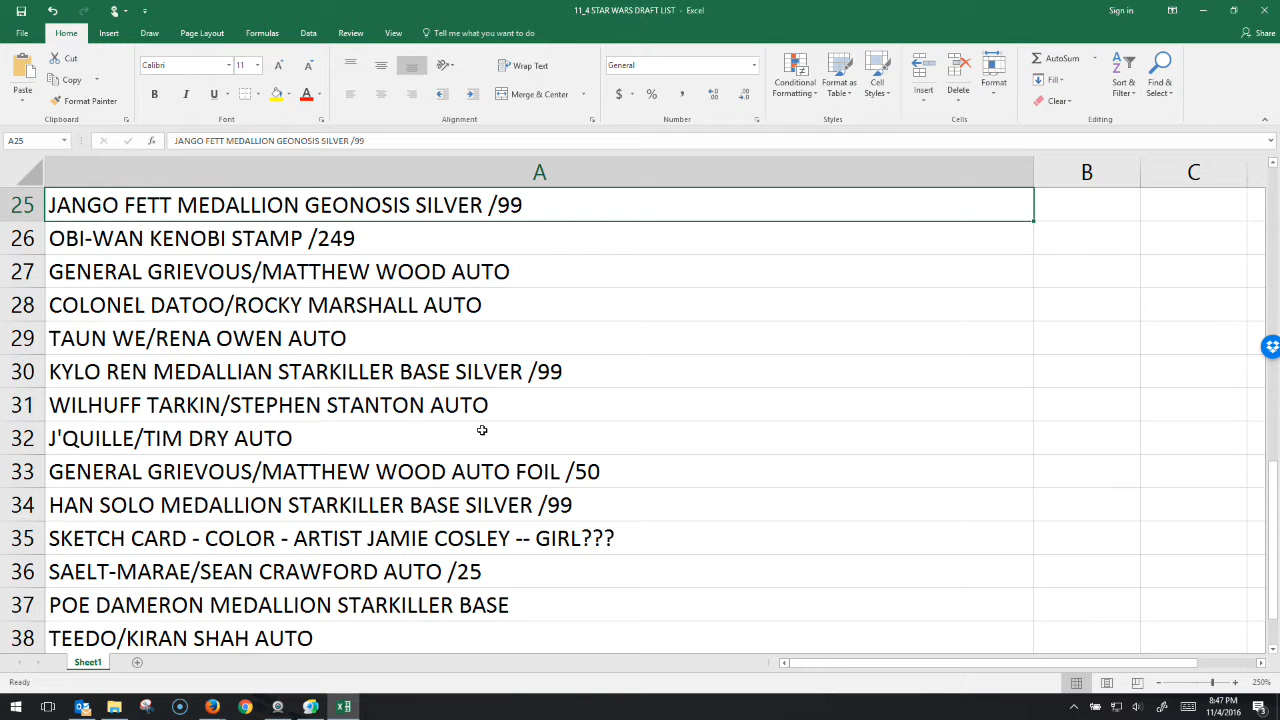 11_4 STAR WARS DRAFT LIST - Excel
Sign in
File Home Insert Draw Page Layout Formulas Data Review View Tell me what you want to do Share
Paste
Cut
Copy
Format Painter
Clipboard
Calibri 11
Font
Wrap Text
Merge & Center
Alignment
General
Number
Conditional Formatting
Format as Table
Cell Styles
Styles
Insert
Delete
Format
Cells
AutoSum
Fill
Clear
Sort & Filter
Find & Select
Editing
A25 JANGO FETT MEDALLION GEONOSIS SILVER /99
A B C
25 JANGO FETT MEDALLION GEONOSIS SILVER /99
26 OBI-WAN KENOBI STAMP /249
27 GENERAL GRIEVOUS/MATTHEW WOOD AUTO
28 COLONEL DATOO/ROCKY MARSHALL AUTO
29 TAUN WE/RENA OWEN AUTO
30 KYLO REN MEDALLIAN STARKILLER BASE SILVER /99
31 WILHUFF TARKIN/STEPHEN STANTON AUTO
32 J'QUILLE/TIM DRY AUTO
33 GENERAL GRIEVOUS/MATTHEW WOOD AUTO FOIL /50
34 HAN SOLO MEDALLION STARKILLER BASE SILVER /99
35 SKETCH CARD - COLOR - ARTIST JAMIE COSLEY -- GIRL???
36 SAELT-MARAE/SEAN CRAWFORD AUTO /25
37 POE DAMERON MEDALLION STARKILLER BASE
38 TEEDO/KIRAN SHAH AUTO
Sheet1
Ready
250%
8:47 PM
11/4/2016